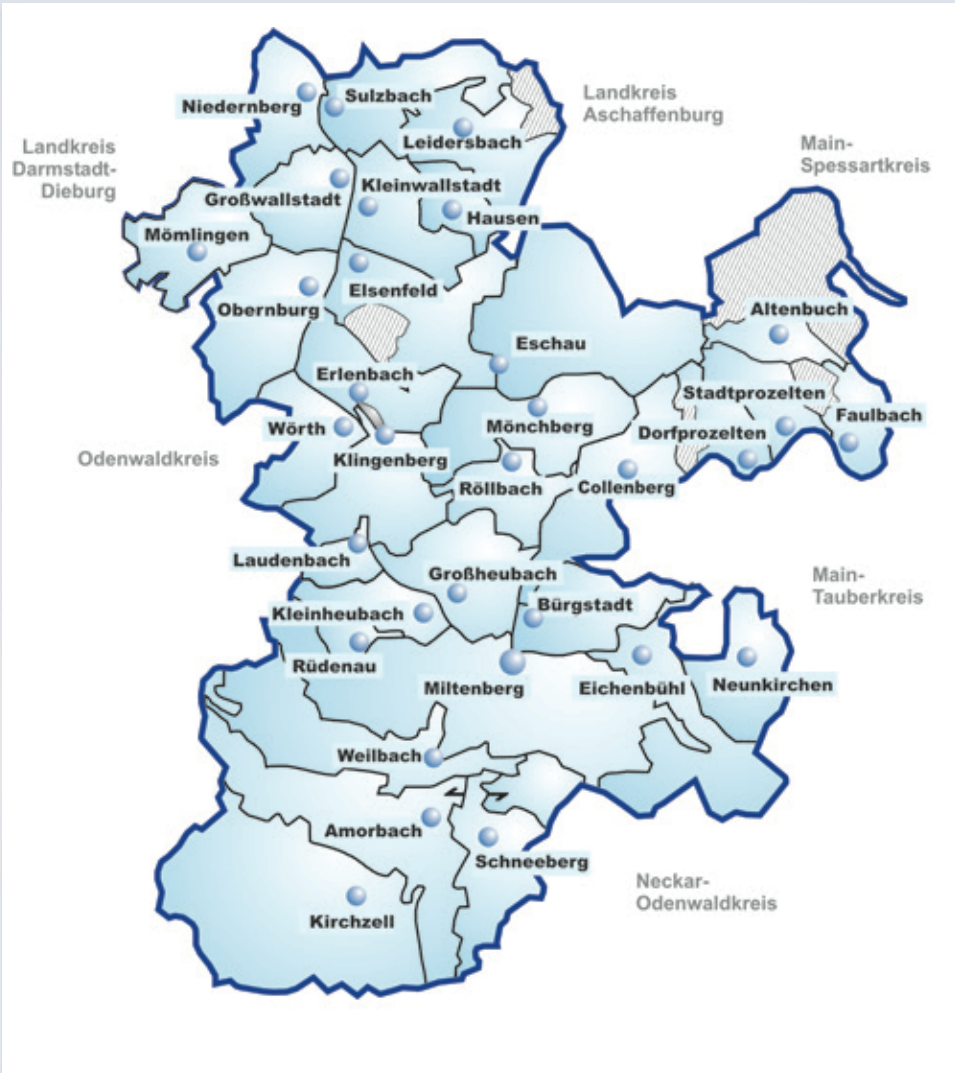 Landkreis
Aschaffenburg
Sulzbach
Niedernberg
Leidersbach
Main-
Spessartkreis
Landkreis
Darmstadt-
Dieburg
Kleinwallstadt
Großwallstadt
Hausen
Mömlingen
Elsenfeld
Obernburg
Altenbuch
Eschau
Erlenbach
Stadtprozelten
Faulbach
Wörth
Mönchberg
Dorfprozelten
Odenwaldkreis
Klingenberg
Röllbach
Collenberg
Laudenbach
Großheubach
Main-
Tauberkreis
Kleinheubach
Bürgstadt
Rüdenau
Miltenberg
Eichenbühl
Neunkirchen
Weilbach
Amorbach
Schneeberg
Neckar-
Odenwaldkreis
Kirchzell